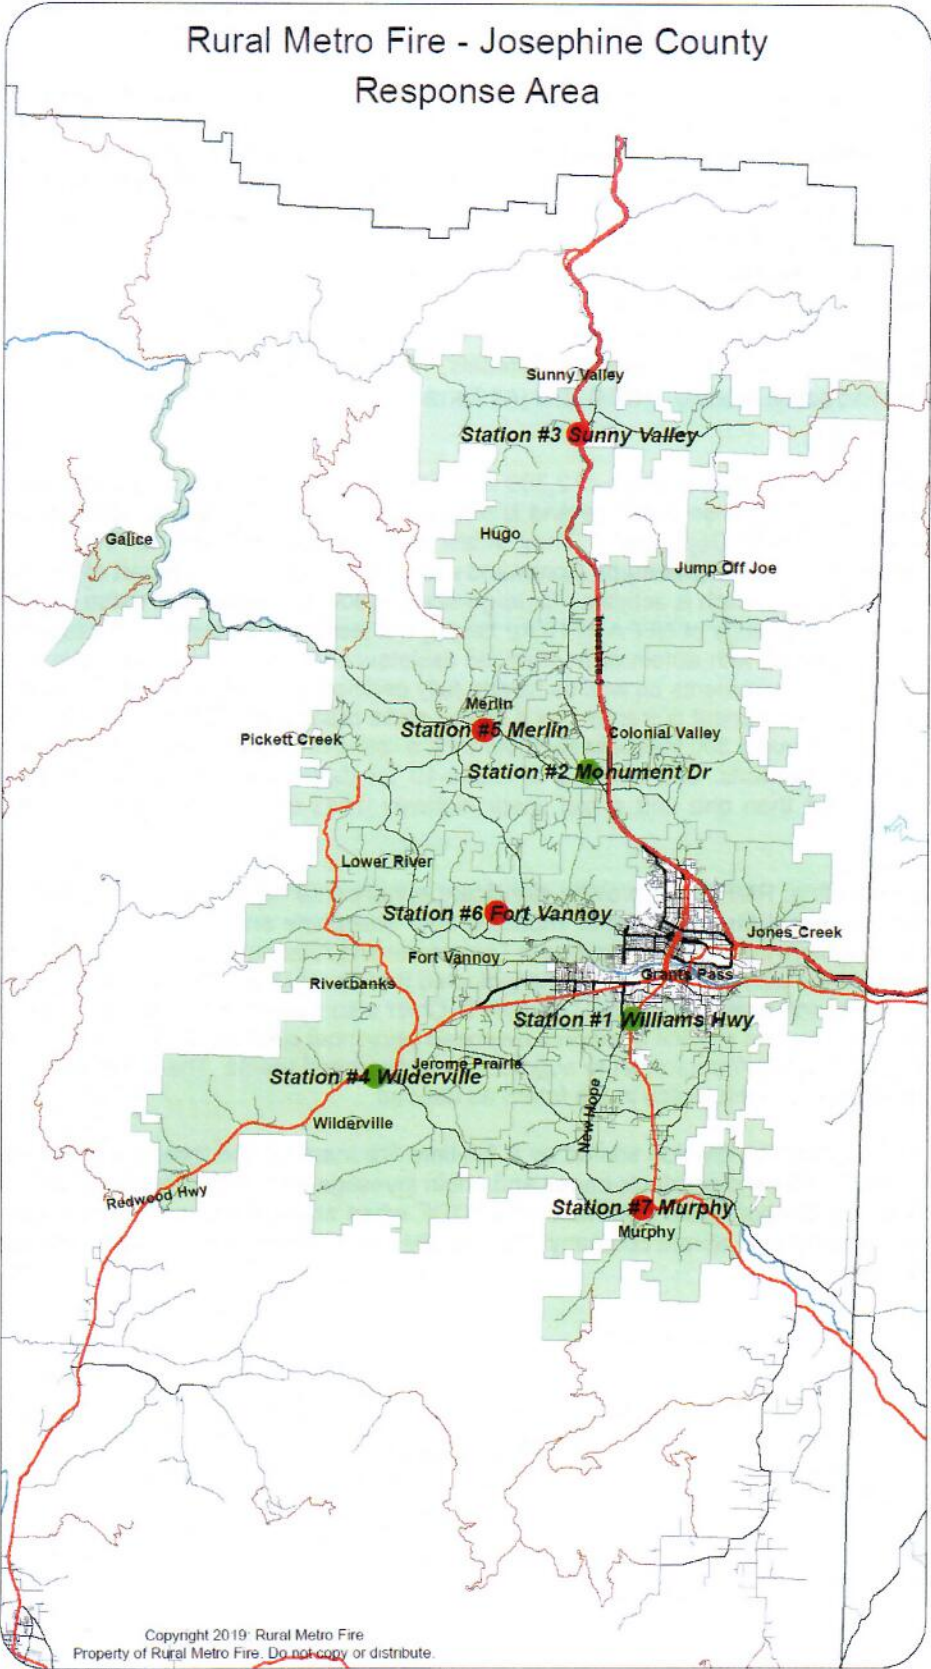 Rural Metro Fire - Josephine County
Response Area
Sunny Valley
Station #3 Sunny Valley
Hugo
Galice
Jump Off Joe
Interstate 5
Merlin
Station #5 Merlin
Colonial Valley
Pickett Creek
Station #2 Monument Dr
Lower River
Station #6 Fort Vannoy
Jones Creek
Fort Vannoy
Grants Pass
Riverbanks
Station #1 Williams Hwy
Jerome Prairie
Station #4 Wilderville
New Hope
Wilderville
Redwood Hwy
Station #7 Murphy
Murphy
Copyright 2019 Rural Metro Fire
Property of Rural Metro Fire. Do not copy or distribute.